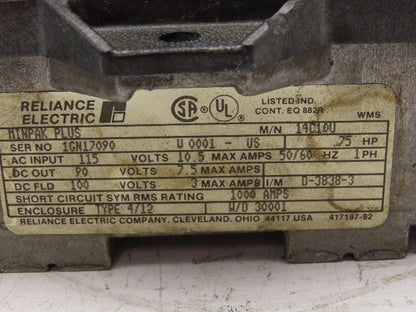 RELIANCE ELECTRIC
SA UL
LISTED IND. CONT. EQ 882R
WMS
MINPAK PLUS M/N 14C10U
SER NO 1GN17090 W 0001 - US .75 HP
AC INPUT 115 VOLTS 10.5 MAX AMPS 50/60 HZ 1PH
DC OUT 90 VOLTS 7.5 MAX AMPS
DC FLD 100 VOLTS 3 MAX AMPS I/M D-3838-3
SHORT CIRCUIT SYM RMS RATING 1000 AMPS
ENCLOSURE TYPE 4/12 W/D 30001
RELIANCE ELECTRIC COMPANY, CLEVELAND, OHIO 44117 USA 417197-92